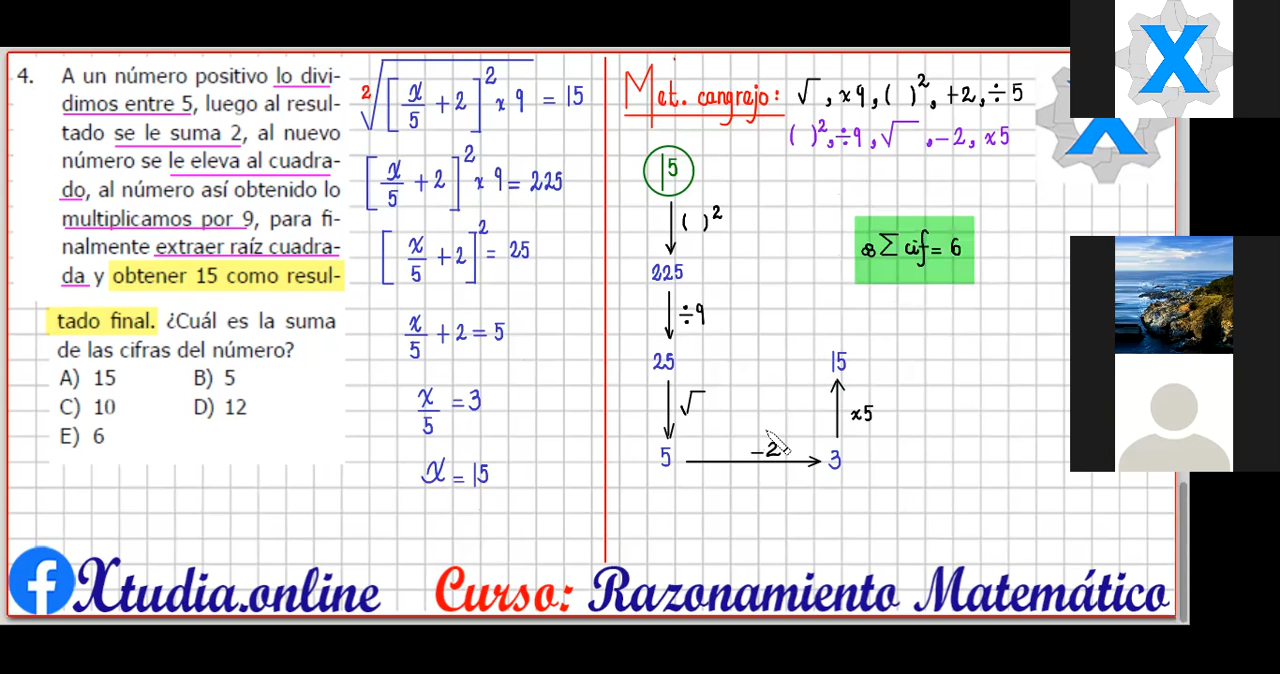 4. A un número positivo lo divi-
dimos entre 5, luego al resul-
tado se le suma 2, al nuevo
número se le eleva al cuadra-
do, al número así obtenido lo
multiplicamos por 9, para fi-
nalmente extraer raíz cuadra-
da y obtener 15 como resul-
tado final. ¿Cuál es la suma
de las cifras del número?
A) 15 B) 5
C) 10 D) 12
E) 6
²√([x/5 + 2]² x 9) = 15
[x/5 + 2]² x 9 = 225
[x/5 + 2]² = 25
x/5 + 2 = 5
x/5 = 3
x = 15
Met. cangrejo: √ , x9, ( )², +2, ÷5
( )², ÷9, √ , -2, x5
15
( )²
225
÷9
25
√
5
-2
3
x5
15
∞ Σ cif = 6
X
X
f Xtudia.online Curso: Razonamiento Matemático